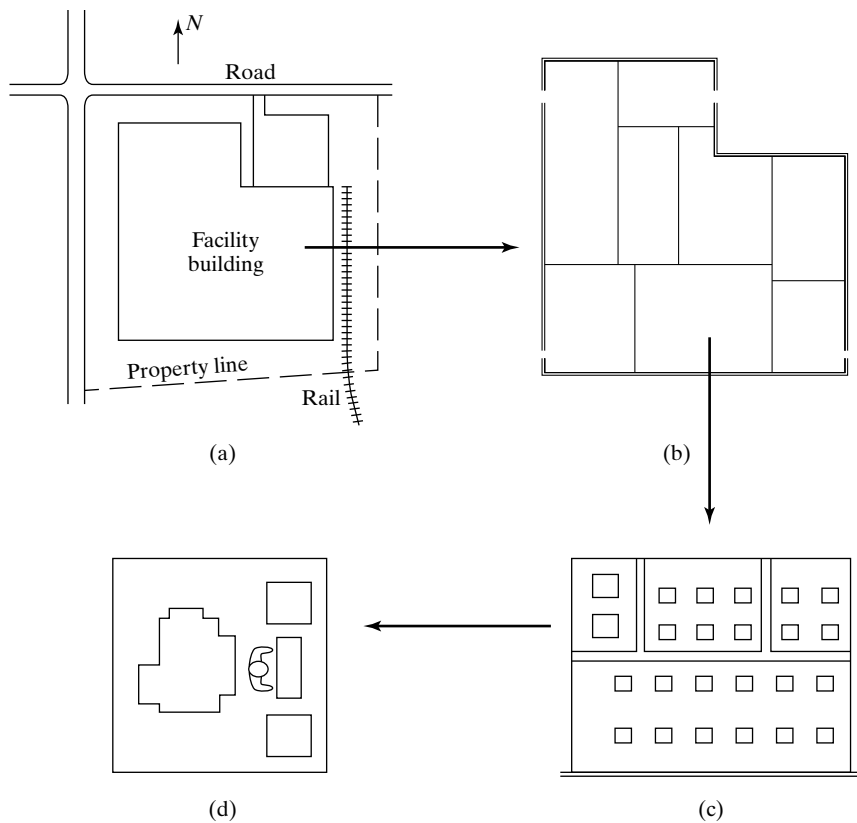 N
Road
Facility
building
Property line
Rail
(a)
(b)
(d)
(c)